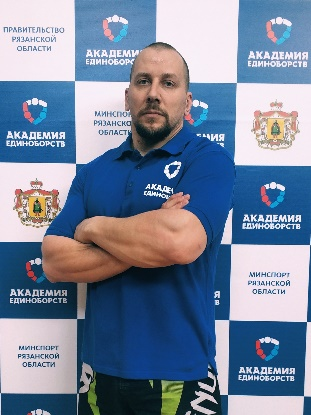 ПРАВИТЕЛЬСТВО
РЯЗАНСКОЙ
ОБЛАСТИ
АКАДЕМИЯ
ЕДИНОБОРСТВ
АКАДЕМИЯ
ЕДИНОБОРСТВ
МИНСПОРТ
РЯЗАНСКОЙ
ОБЛАСТИ
АКАДЕМИЯ
ЕДИНОБОРСТВ
АКАДЕМИЯ
ЕДИНОБОРСТВ
АКАДЕМИЯ
ЕДИНОБОРСТВ
МИНСПОРТ
РЯЗАНСКОЙ
ОБЛАСТИ
МИНСПОРТ
РЯЗАНСКОЙ
ОБЛАСТИ
АКАДЕМИЯ
ЕДИНОБОРСТВ